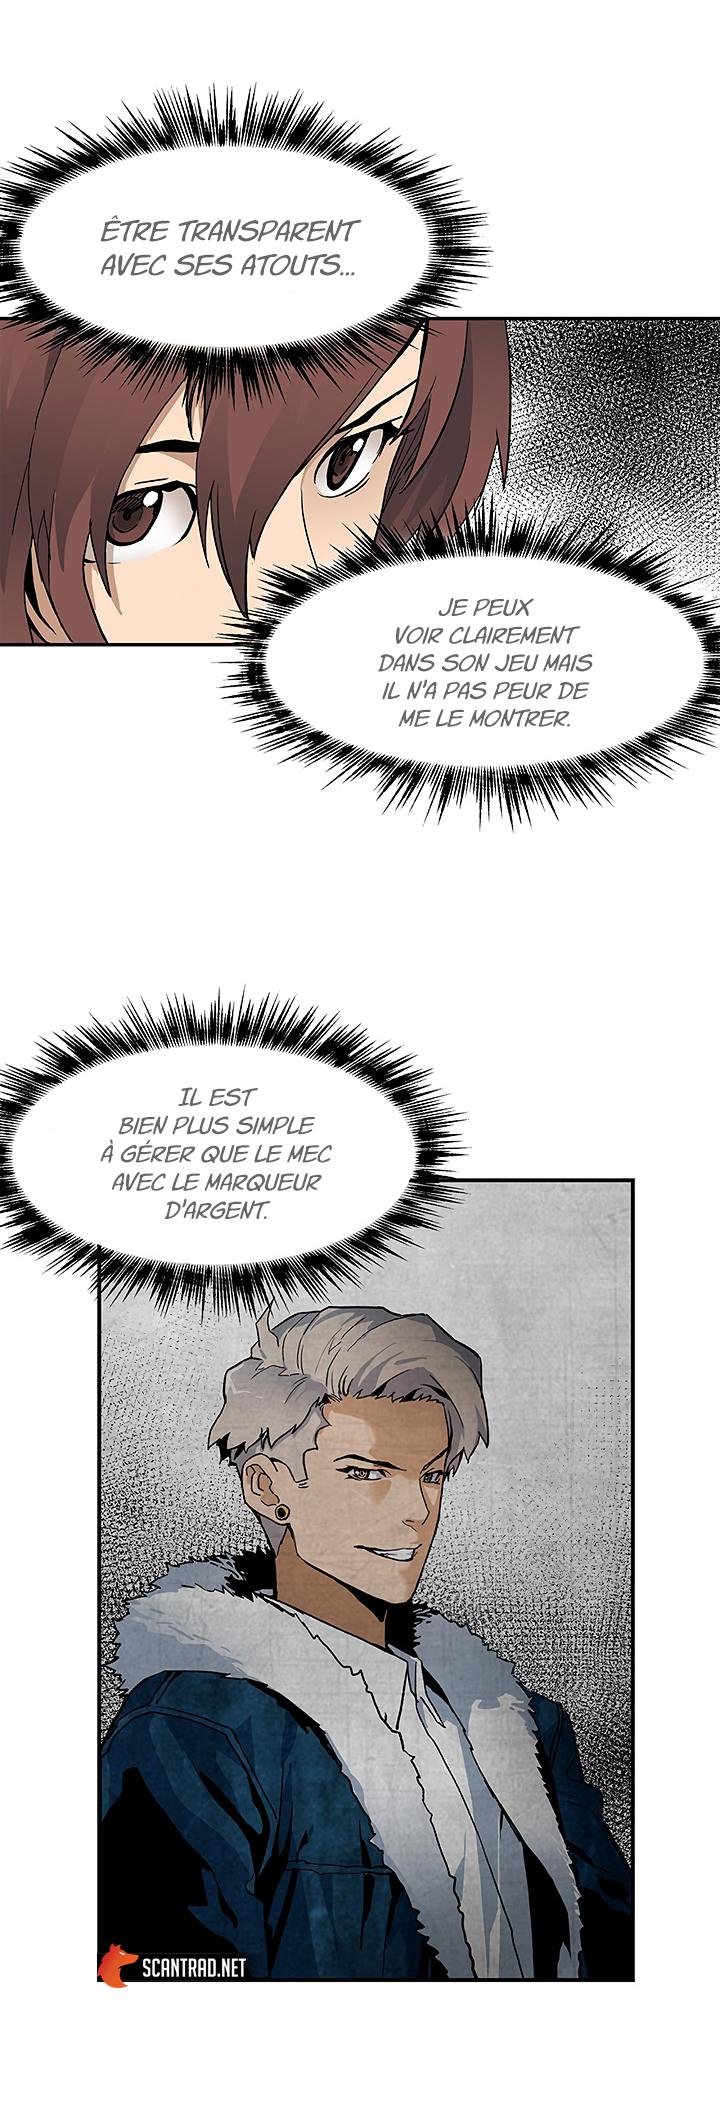 ÊTRE TRANSPARENT
AVEC SES ATOUTS...
JE PEUX
VOIR CLAIREMENT
DANS SON JEU MAIS
IL N'A PAS PEUR DE
ME LE MONTRER.
IL EST
BIEN PLUS SIMPLE
À GÉRER QUE LE MEC
AVEC LE MARQUEUR
D'ARGENT.
SCANTRAD.NET